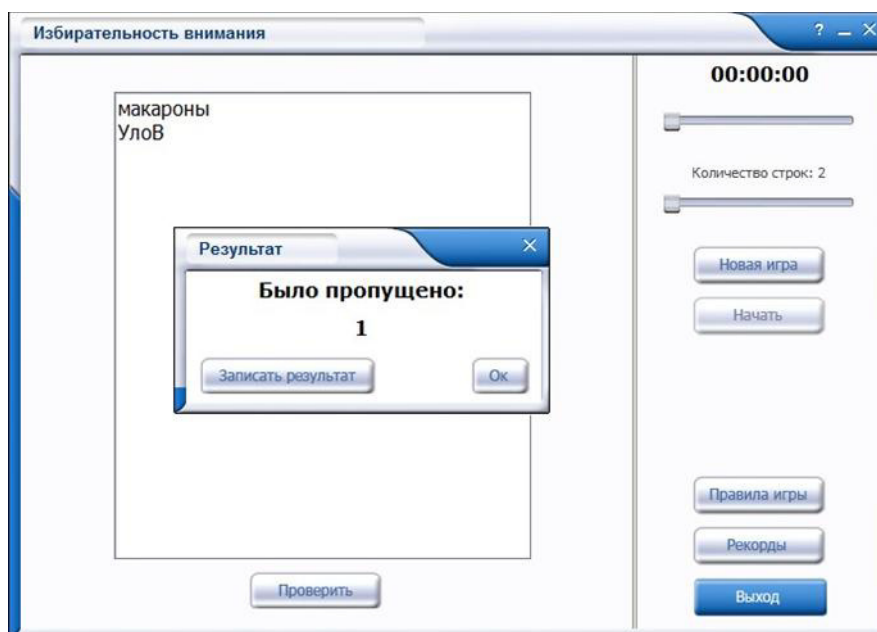 Избирательность внимания
? _ ×
00:00:00
макароны
УлоВ
Количество строк: 2
Результат
Было пропущено:
1
Записать результат
Ок
Новая игра
Начать
Правила игры
Рекорды
Проверить
Выход